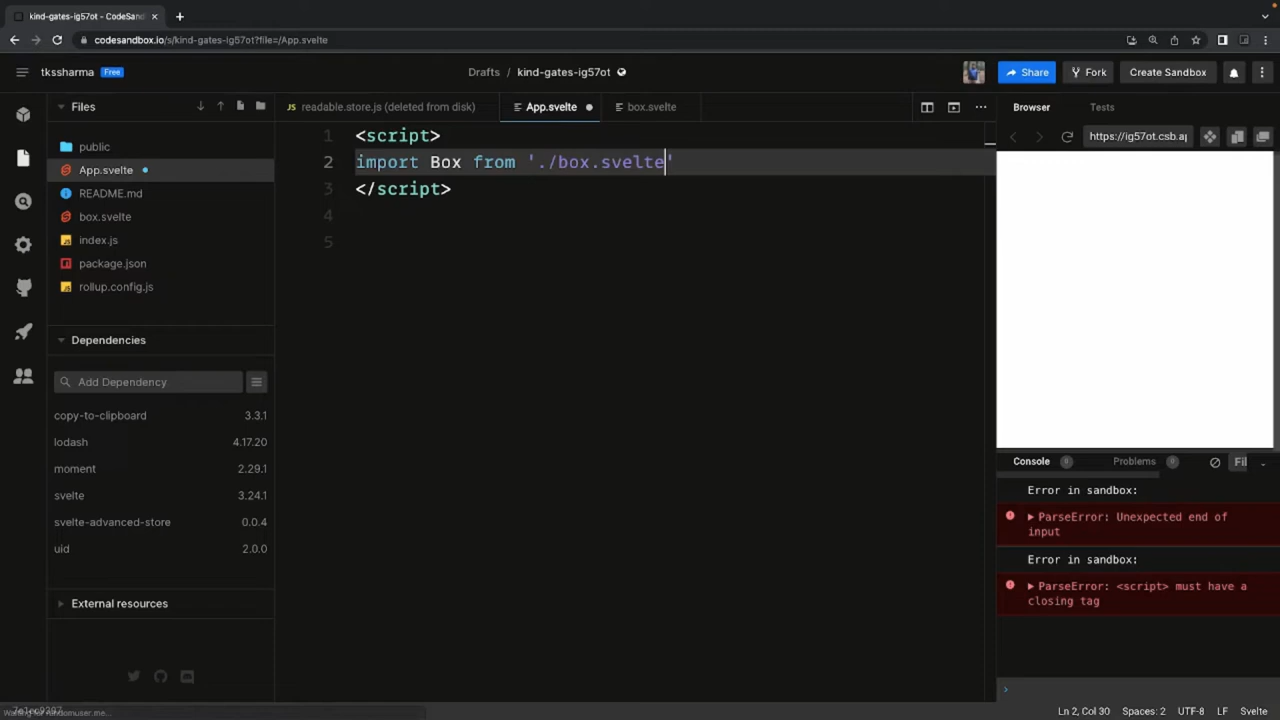 kind-gates-ig57ot - CodeSand
codesandbox.io/s/kind-gates-ig57ot?file=/App.svelte
tkssharma Free
Drafts / kind-gates-ig57ot
Share Fork Create Sandbox
Files
readable.store.js (deleted from disk) App.svelte box.svelte
Browser Tests
https://ig57ot.csb.ap
public
App.svelte
README.md
box.svelte
index.js
package.json
rollup.config.js
1 <script>
2 import Box from './box.svelte'
3 </script>
4
5
Dependencies
Add Dependency
copy-to-clipboard 3.3.1
lodash 4.17.20
moment 2.29.1
svelte 3.24.1
svelte-advanced-store 0.0.4
uid 2.0.0
External resources
Console 0 Problems 0 Fil
Error in sandbox:
ParseError: Unexpected end of
input
Error in sandbox:
ParseError: <script> must have a
closing tag
Ln 2, Col 30 Spaces: 2 UTF-8 LF Svelte